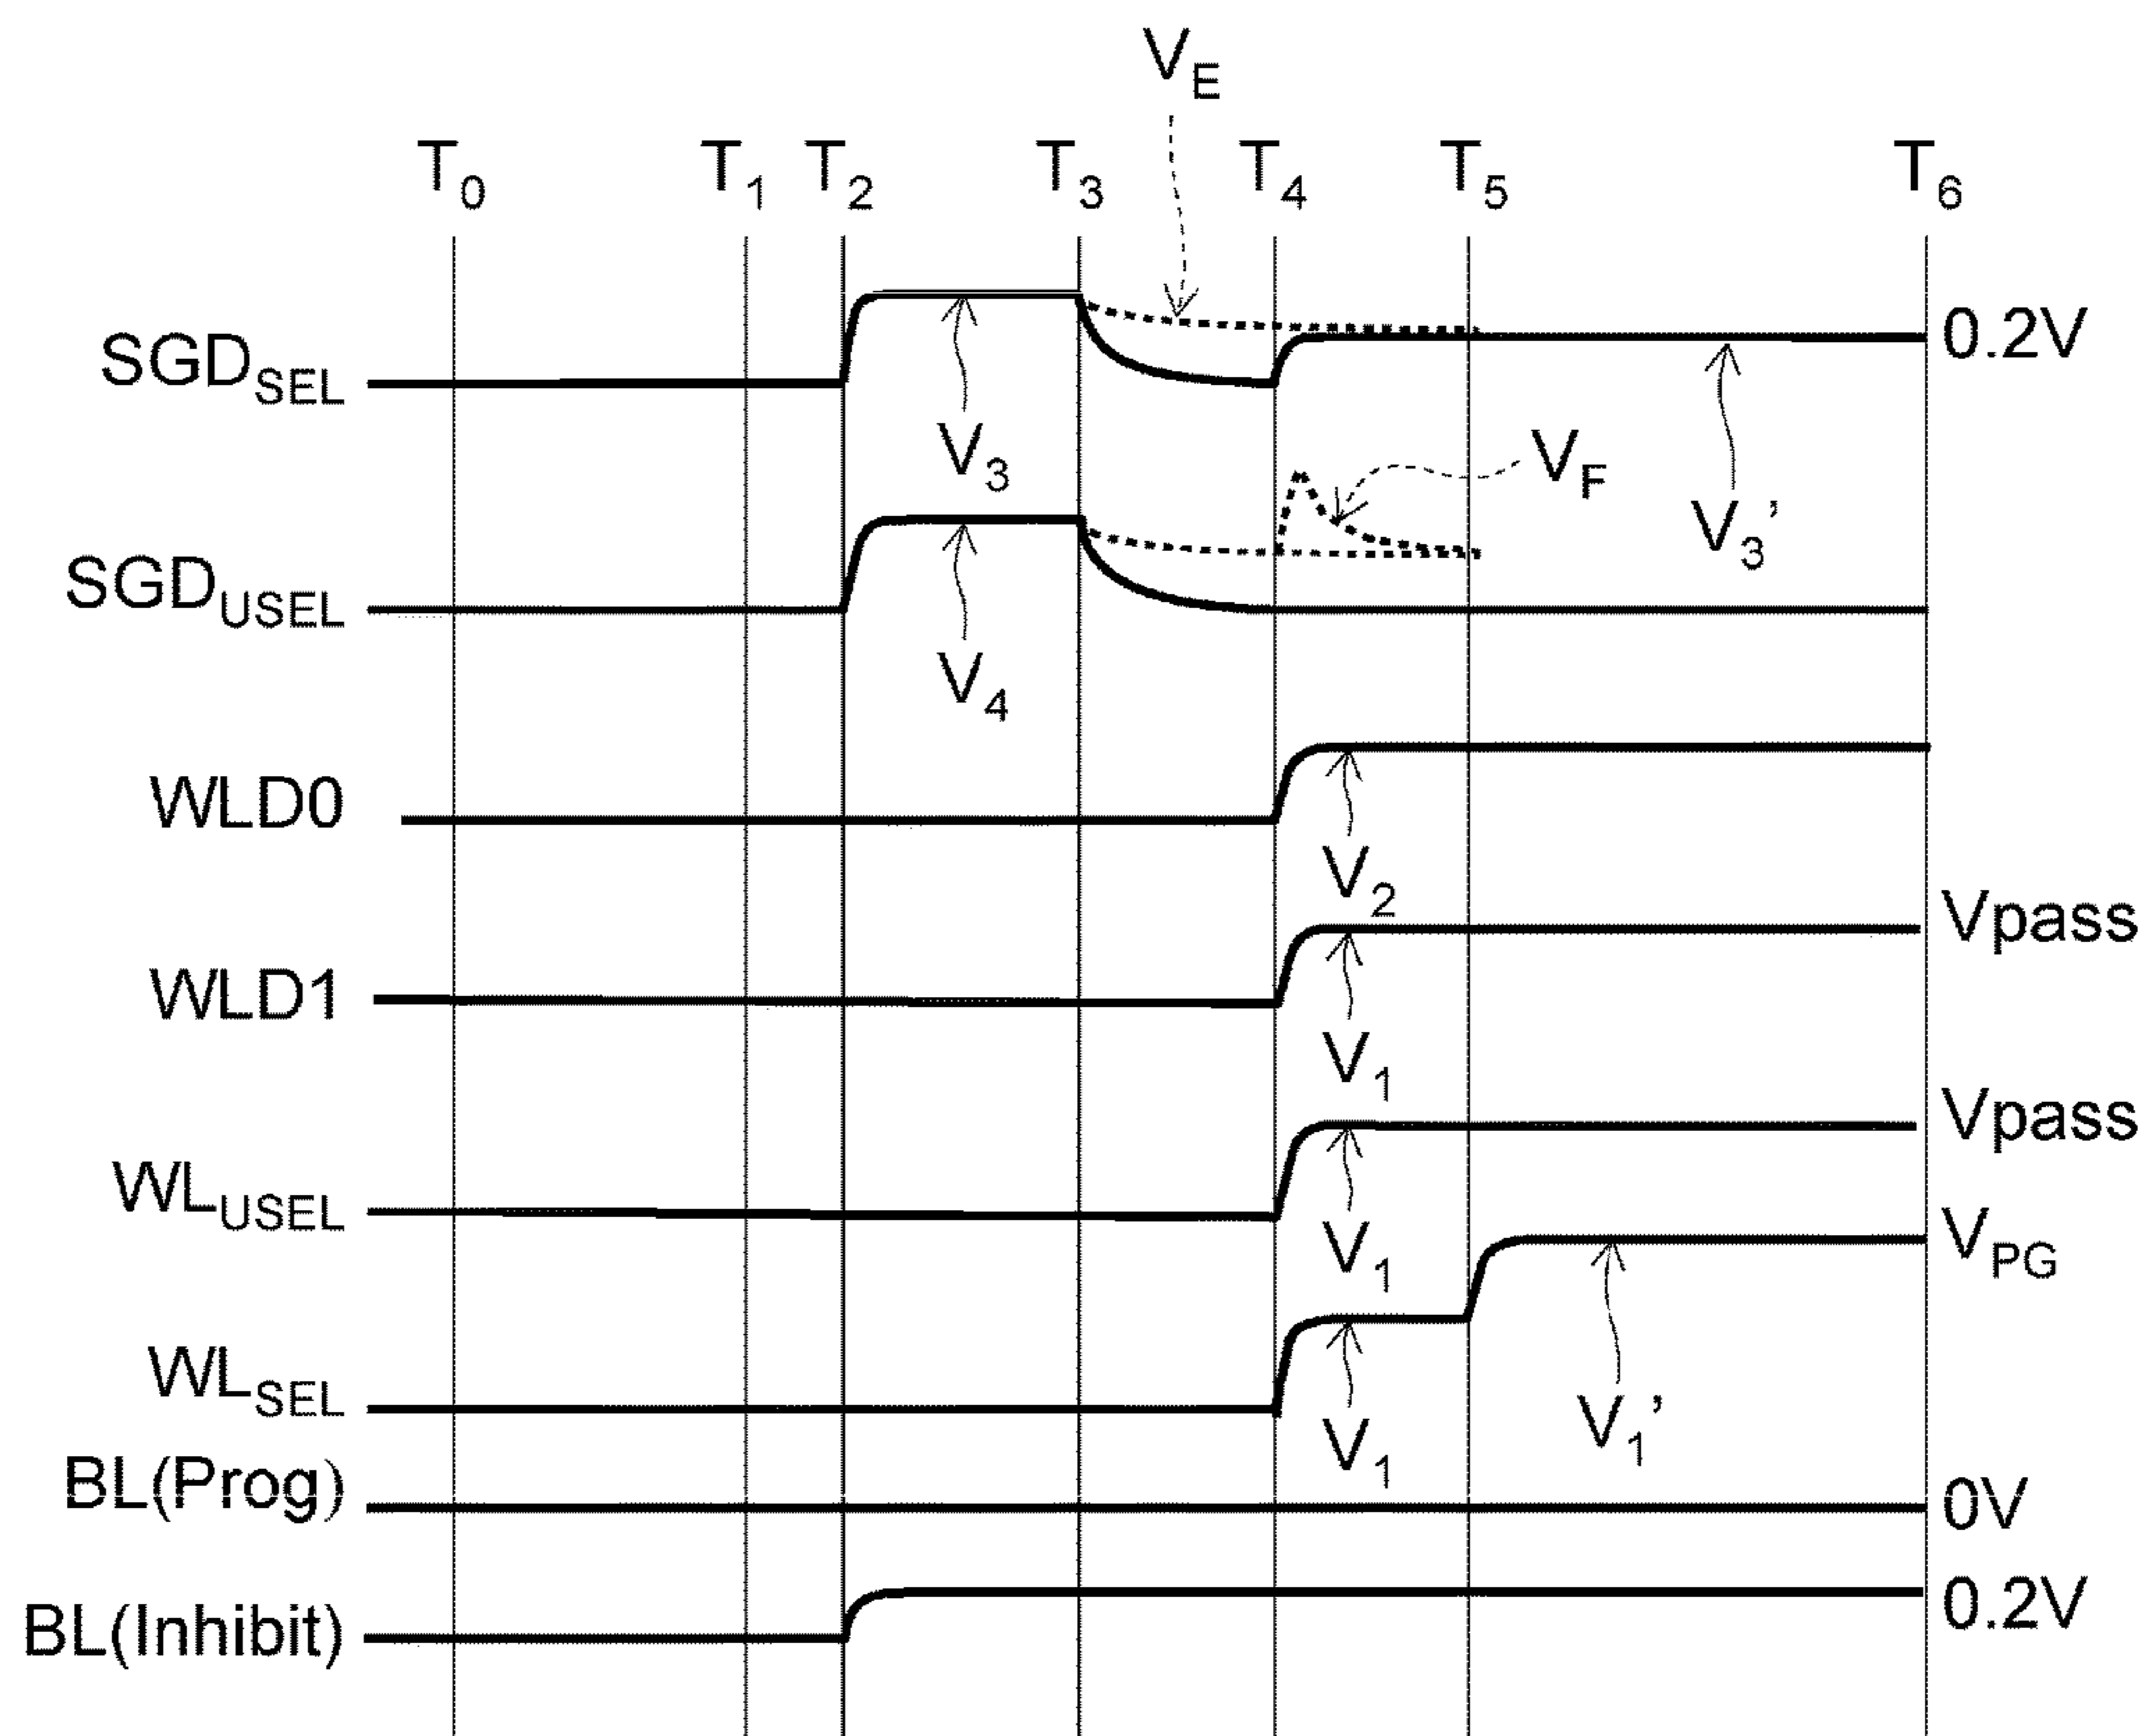 V_E
T_0 T_1 T_2 T_3 T_4 T_5 T_6
SGD_SEL 0.2V
V_3 V_F V_3’
SGD_USEL
V_4
WLD0
V_2
Vpass
WLD1
V_1
Vpass
WL_USEL
V_1 V_PG
WL_SEL
V_1 V_1’
BL(Prog) 0V
BL(Inhibit) 0.2V